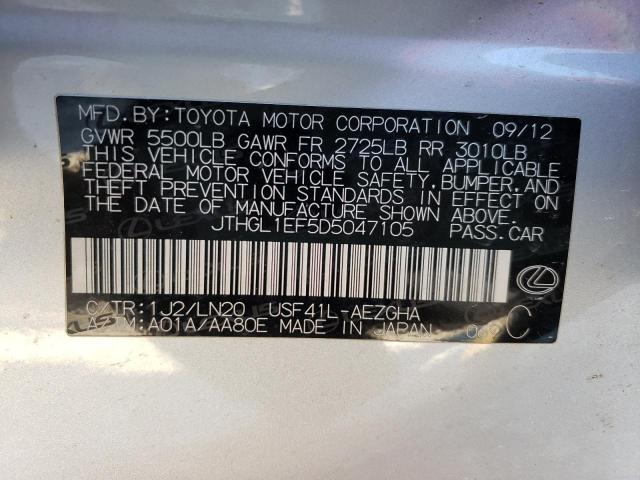 MFD.BY:TOYOTA MOTOR CORPORATION 09/12
GVWR 5500LB GAWR FR 2725LB RR 3010LB
THIS VEHICLE CONFORMS TO ALL APPLICABLE
FEDERAL MOTOR VEHICLE SAFETY,BUMPER,AND
THEFT PREVENTION STANDARDS IN EFFECT ON
THE DATE OF MANUFACTURE SHOWN ABOVE.
JTHGL1EF5D5047105 PASS.CAR
C/TR:1J2/LN20 USF41L-AEZGHA
A/TM:A01A/AA80E MADE IN JAPAN C